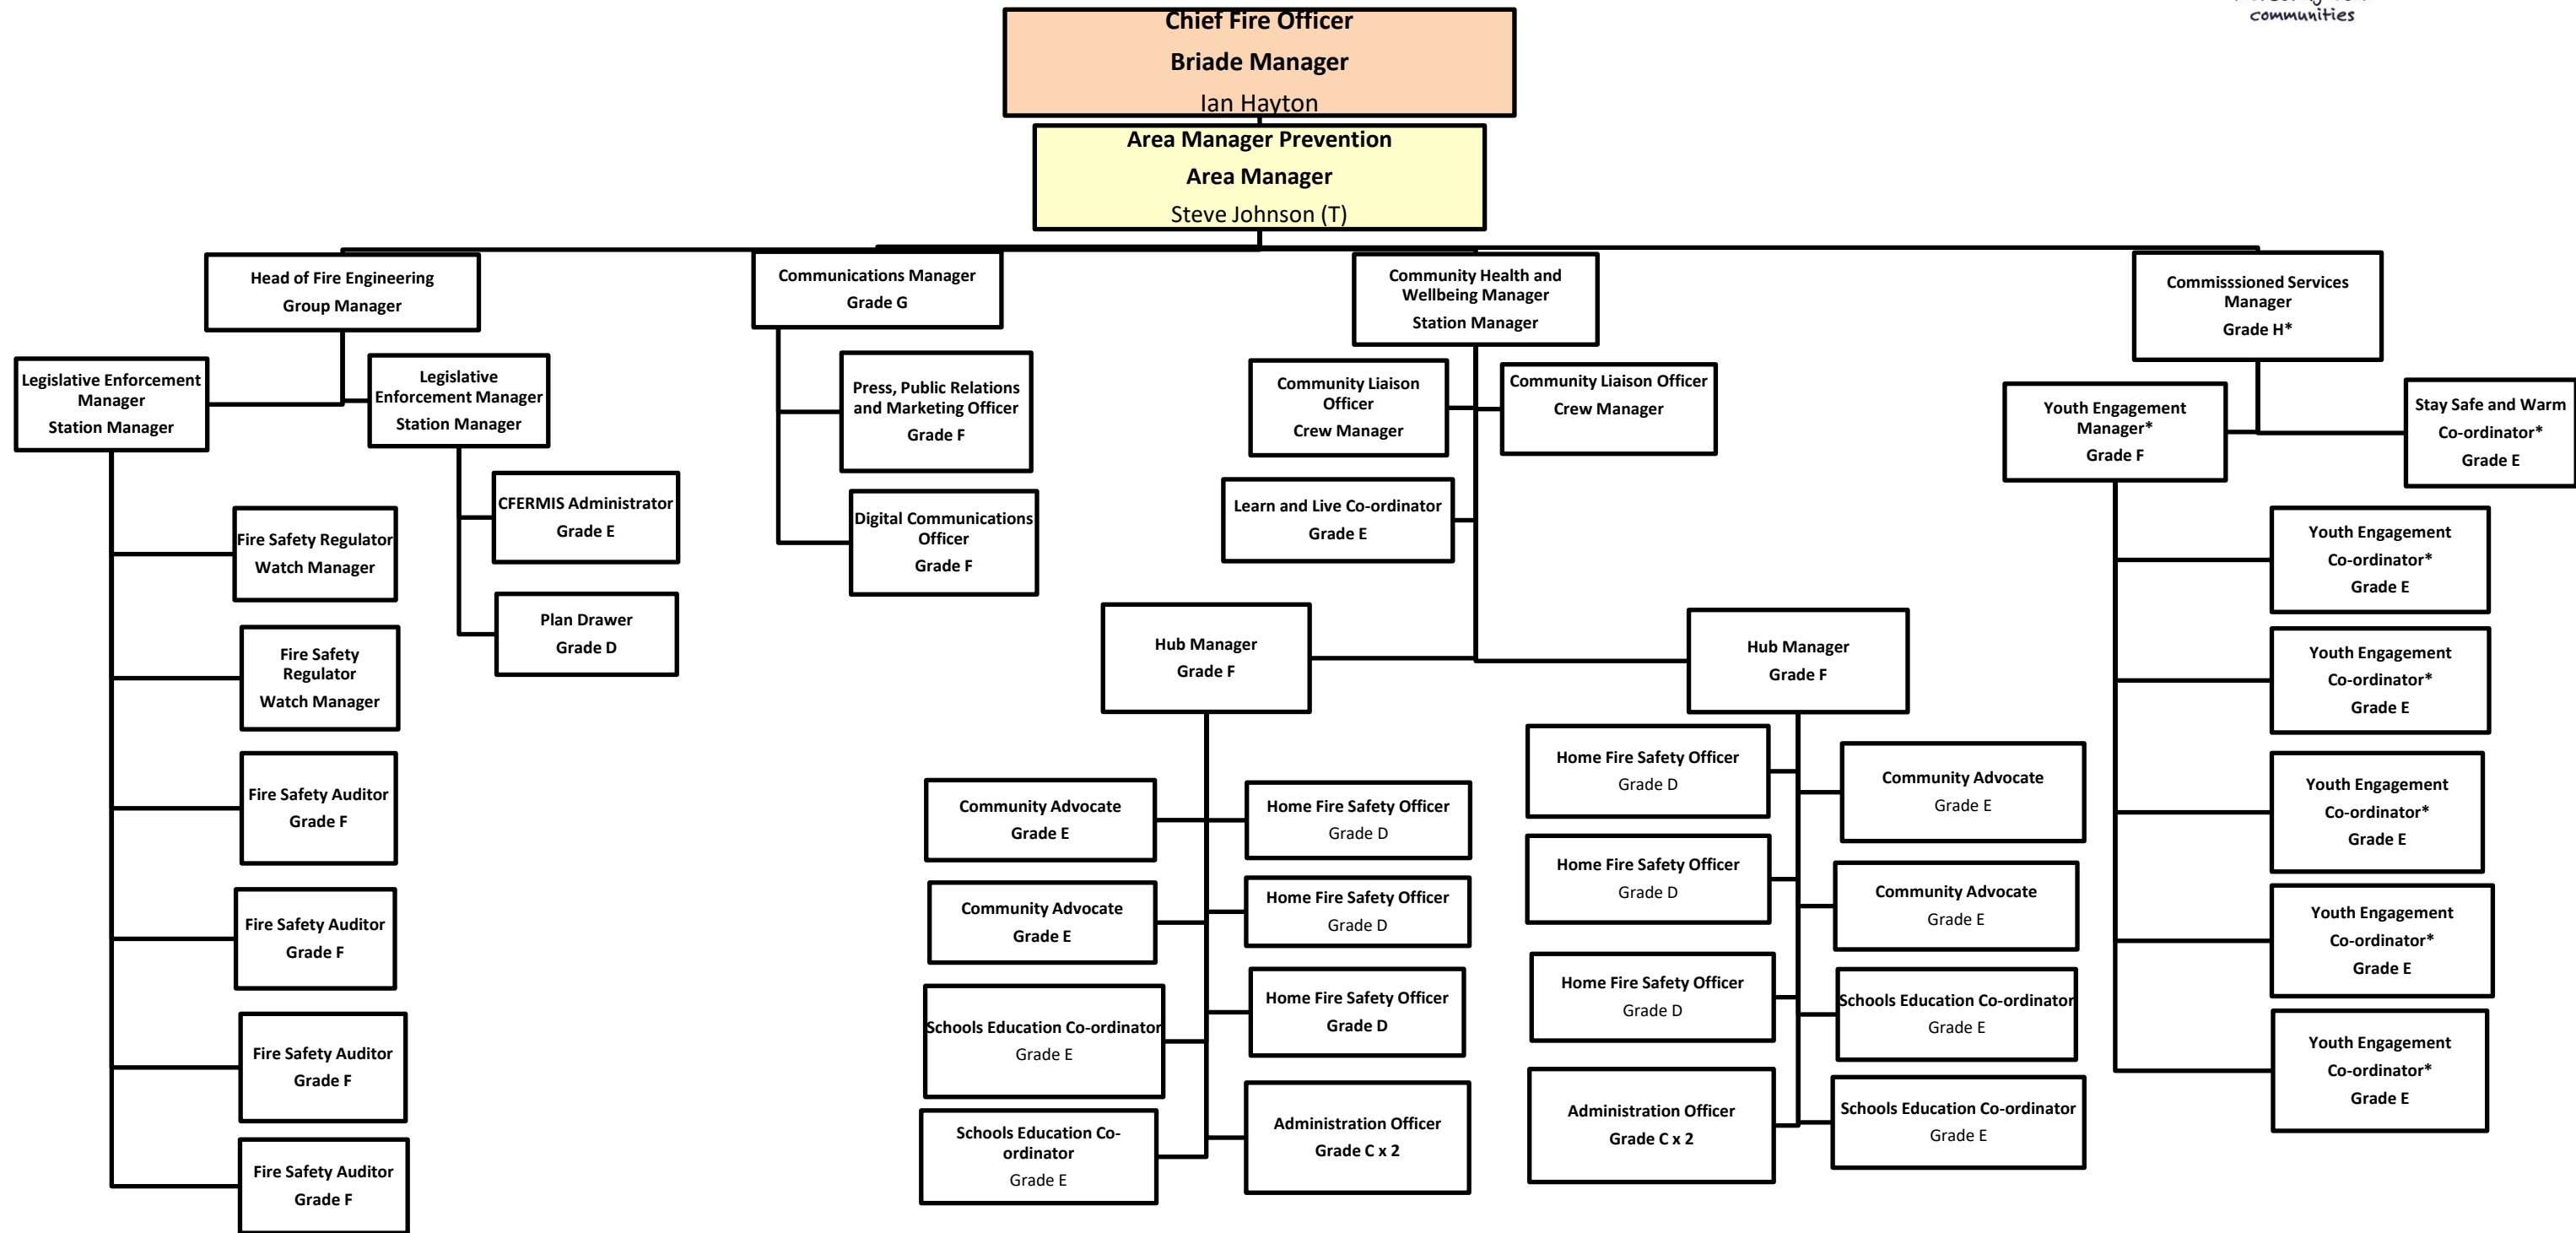 communities
Chief Fire Officer
Briade Manager
Ian Hayton
Area Manager Prevention
Area Manager
Steve Johnson (T)
Head of Fire Engineering
Group Manager
Communications Manager
Grade G
Community Health and
Wellbeing Manager
Station Manager
Commisssioned Services
Manager
Grade H*
Legislative Enforcement
Manager
Station Manager
Legislative
Enforcement Manager
Station Manager
Fire Safety Regulator
Watch Manager
Fire Safety
Regulator
Watch Manager
Fire Safety Auditor
Grade F
Fire Safety Auditor
Grade F
Fire Safety Auditor
Grade F
Fire Safety Auditor
Grade F
CFERMIS Administrator
Grade E
Plan Drawer
Grade D
Press, Public Relations
and Marketing Officer
Grade F
Digital Communications
Officer
Grade F
Community Liaison
Officer
Crew Manager
Community Liaison Officer
Crew Manager
Learn and Live Co-ordinator
Grade E
Hub Manager
Grade F
Hub Manager
Grade F
Community Advocate
Grade E
Community Advocate
Grade E
Schools Education Co-ordinator
Grade E
Schools Education Co-
ordinator
Grade E
Home Fire Safety Officer
Grade D
Home Fire Safety Officer
Grade D
Home Fire Safety Officer
Grade D
Administration Officer
Grade C x 2
Home Fire Safety Officer
Grade D
Home Fire Safety Officer
Grade D
Home Fire Safety Officer
Grade D
Administration Officer
Grade C x 2
Community Advocate
Grade E
Community Advocate
Grade E
Schools Education Co-ordinator
Grade E
Schools Education Co-ordinator
Grade E
Youth Engagement
Manager*
Grade F
Stay Safe and Warm
Co-ordinator*
Grade E
Youth Engagement
Co-ordinator*
Grade E
Youth Engagement
Co-ordinator*
Grade E
Youth Engagement
Co-ordinator*
Grade E
Youth Engagement
Co-ordinator*
Grade E
Youth Engagement
Co-ordinator*
Grade E